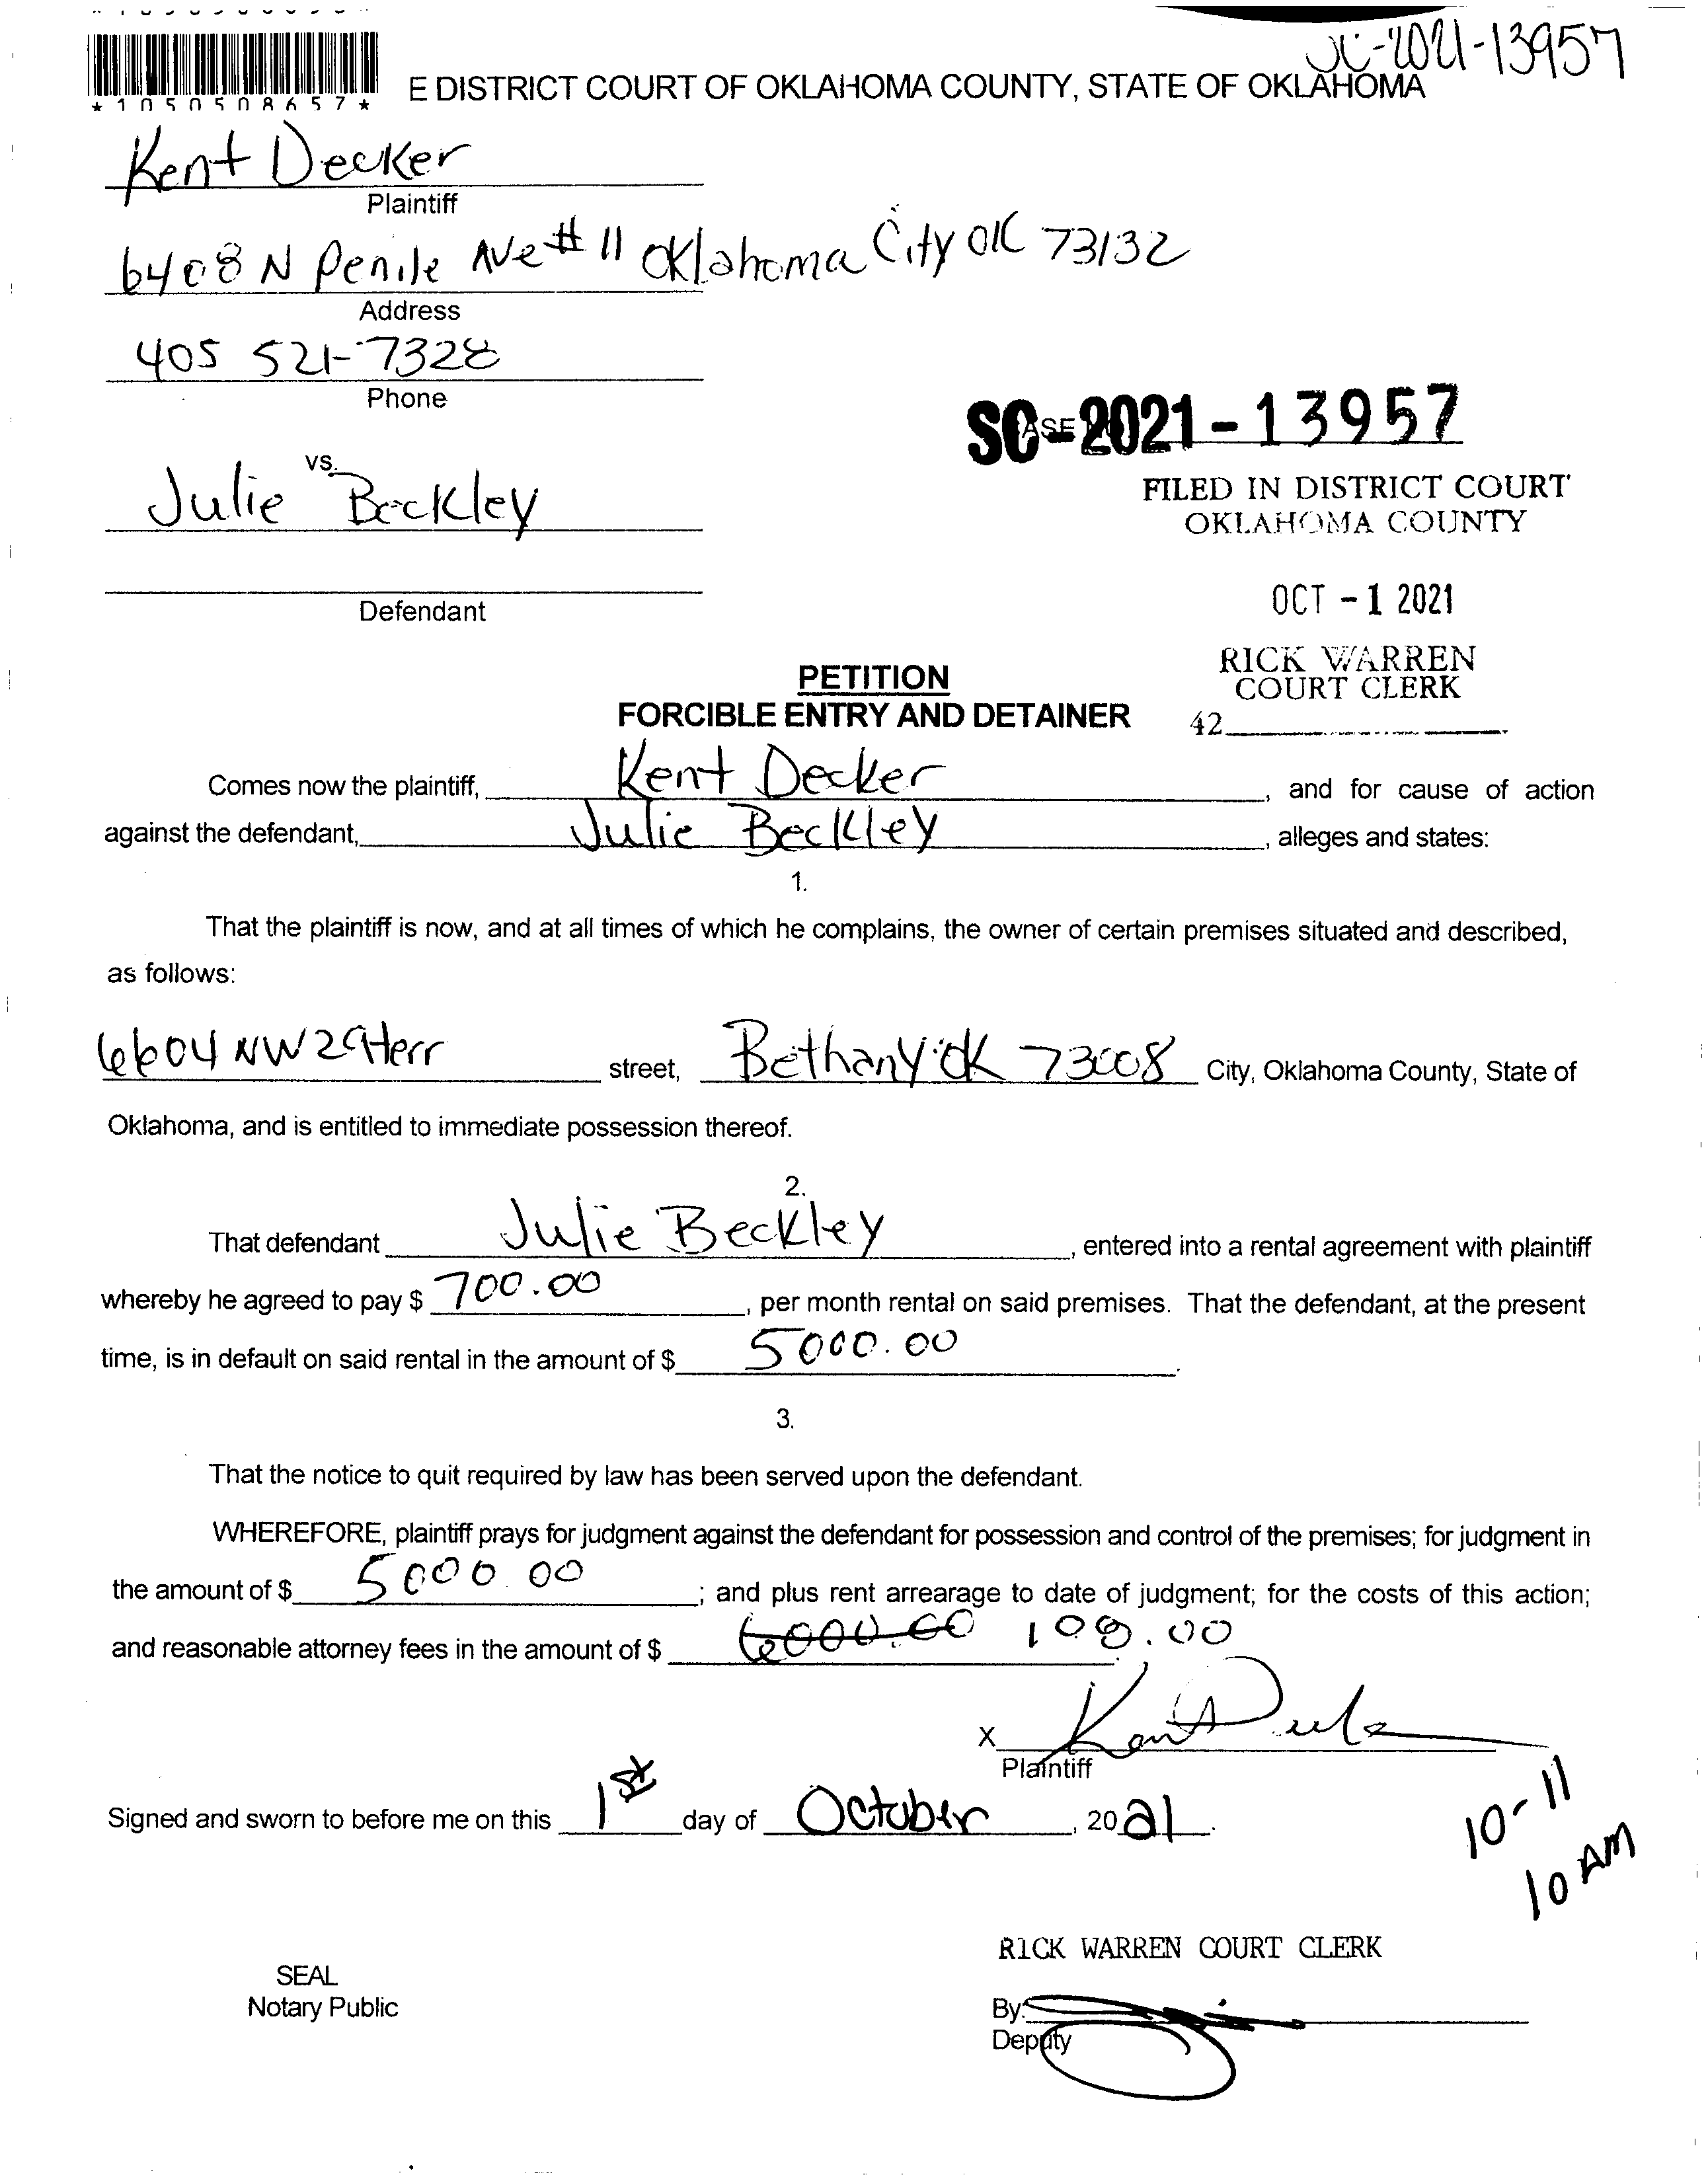 SC-2021-13957
*1050508657*
E DISTRICT COURT OF OKLAHOMA COUNTY, STATE OF OKLAHOMA
Kent Decker
Plaintiff
6408 N Penile Ave #11 Oklahoma City OK 73132
Address
405 521-7328
Phone
SC-2021-13957
vs.
Julie Beckley
FILED IN DISTRICT COURT
OKLAHOMA COUNTY
Defendant
OCT -1 2021
RICK WARREN
COURT CLERK
42
PETITION
FORCIBLE ENTRY AND DETAINER
Comes now the plaintiff, Kent Decker, and for cause of action
against the defendant, Julie Beckley, alleges and states:
1.
That the plaintiff is now, and at all times of which he complains, the owner of certain premises situated and described,
as follows:
6604 NW 29 terr street, Bethany OK 73008 City, Oklahoma County, State of
Oklahoma, and is entitled to immediate possession thereof.
2.
That defendant Julie Beckley, entered into a rental agreement with plaintiff
whereby he agreed to pay $ 700.00, per month rental on said premises. That the defendant, at the present
time, is in default on said rental in the amount of $ 5000.00.
3.
That the notice to quit required by law has been served upon the defendant.
WHEREFORE, plaintiff prays for judgment against the defendant for possession and control of the premises; for judgment in
the amount of $ 5000 00; and plus rent arrearage to date of judgment; for the costs of this action;
and reasonable attorney fees in the amount of $ 6000.00 108.00.
X Kent Decker
Plaintiff
Signed and sworn to before me on this 1st day of October, 2021.
10-11
10 AM
RICK WARREN COURT CLERK
SEAL
Notary Public
By:
Deputy